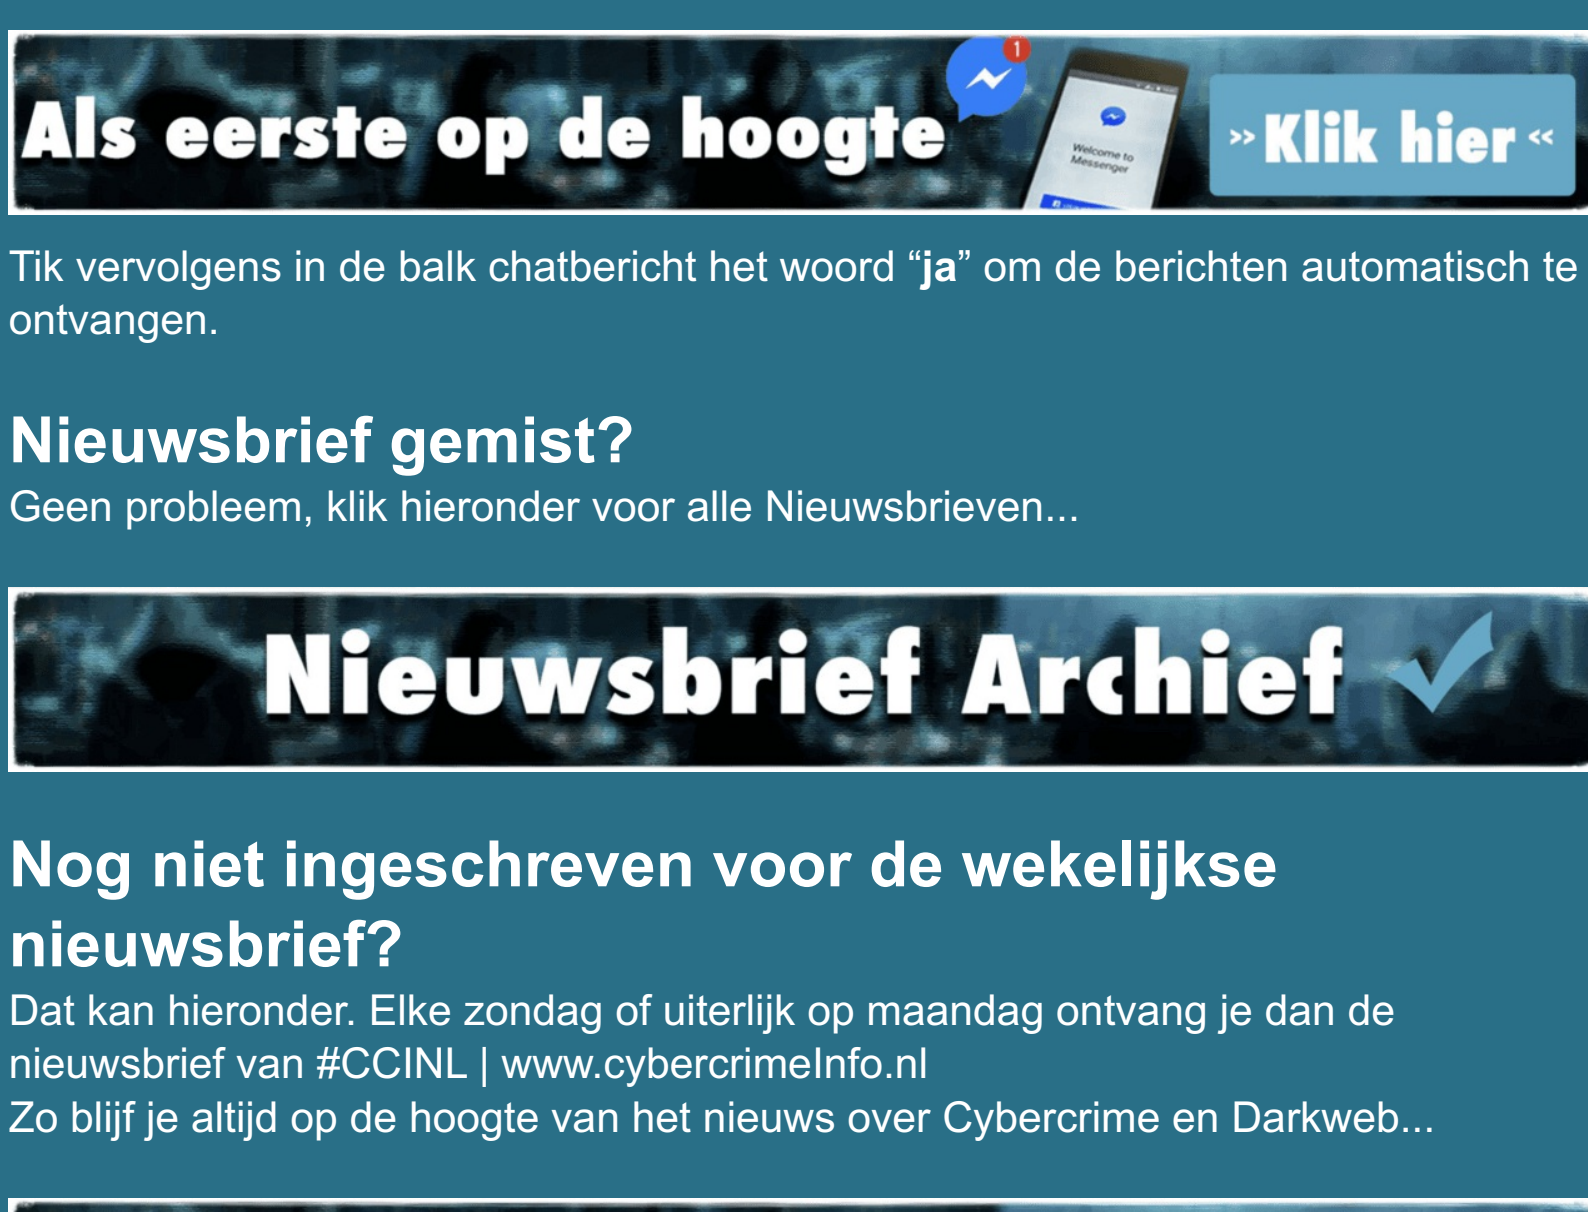 Als eerste op de hoogte
1
Welcome to
Messenger
» Klik hier «
Tik vervolgens in de balk chatbericht het woord “ja” om de berichten automatisch te
ontvangen.
Nieuwsbrief gemist?
Geen probleem, klik hieronder voor alle Nieuwsbrieven...
Nieuwsbrief Archief
Nog niet ingeschreven voor de wekelijkse
nieuwsbrief?
Dat kan hieronder. Elke zondag of uiterlijk op maandag ontvang je dan de
nieuwsbrief van #CCINL | www.cybercrimeInfo.nl
Zo blijf je altijd op de hoogte van het nieuws over Cybercrime en Darkweb...